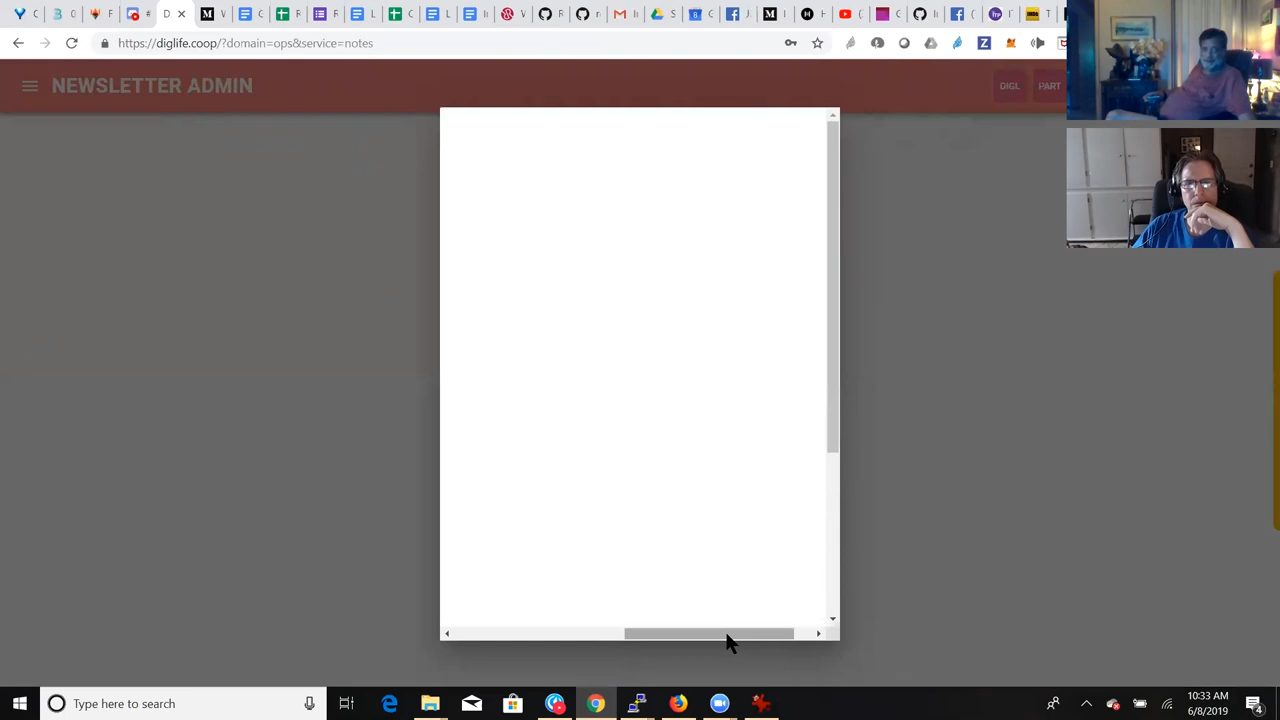 https://diglife.coop/?domain=ops&service=notes
NEWSLETTER ADMIN
DIGL
PART
Type here to search
10:33 AM
6/8/2019
4